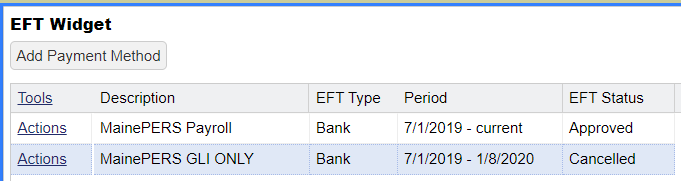 EFT Widget
Add Payment Method
Tools Description EFT Type Period EFT Status
Actions MainePERS Payroll Bank 7/1/2019 - current Approved
Actions MainePERS GLI ONLY Bank 7/1/2019 - 1/8/2020 Cancelled